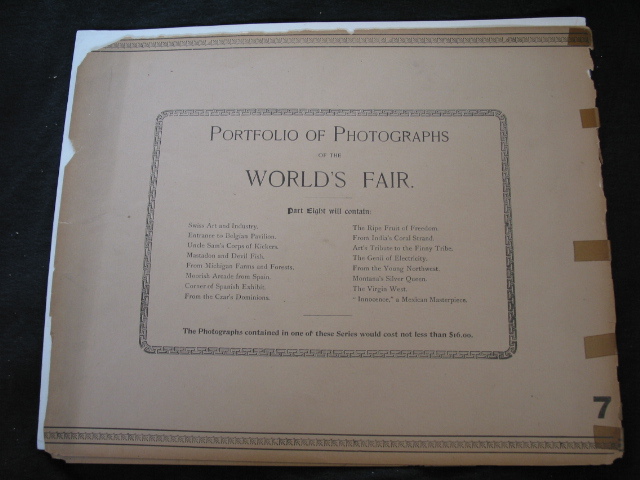 PORTFOLIO OF PHOTOGRAPHS
OF THE
WORLD'S FAIR.
Part Eight will contain:
Swiss Art and Industry.
Entrance to Belgian Pavilion.
Uncle Sam's Corps of Kickers.
Mastadon and Devil Fish.
From Michigan Farms and Forests.
Moorish Arcade from Spain.
Corner of Spanish Exhibit.
From the Czar's Dominions.
The Ripe Fruit of Freedom.
From India's Coral Strand.
Art's Tribute to the Finny Tribe.
The Genii of Electricity.
From the Young Northwest.
Montana's Silver Queen.
The Virgin West.
"Innocence," a Mexican Masterpiece.
The Photographs contained in one of these Series would cost not less than $16.00.
7